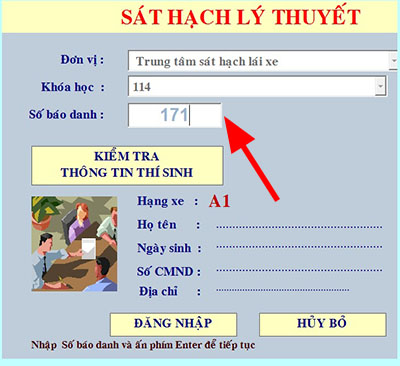 SÁT HẠCH LÝ THUYẾT
Đơn vị : Trung tâm sát hạch lái xe
Khóa học : 114
Số báo danh : 171
KIỂM TRA
THÔNG TIN THÍ SINH
Hạng xe : A1
Họ tên :
Ngày sinh :
Số CMND :
Địa chỉ :
ĐĂNG NHẬP HỦY BỎ
Nhập Số báo danh và ấn phím Enter để tiếp tục